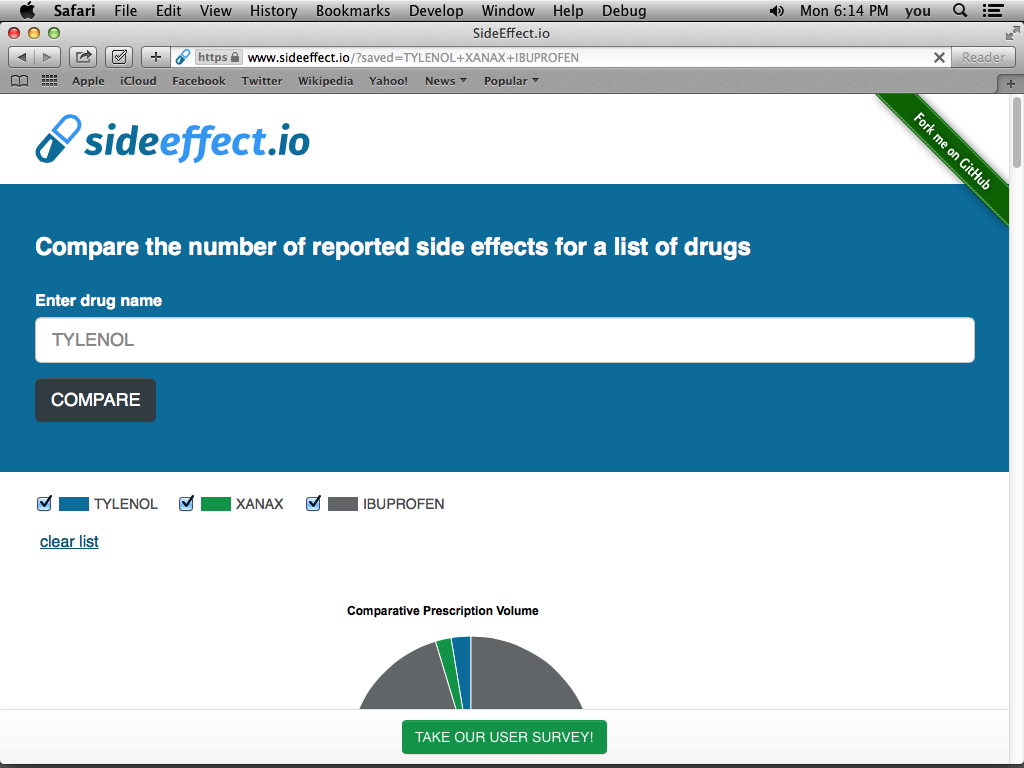 Safari File Edit View History Bookmarks Develop Window Help Debug Mon 6:14 PM you
SideEffect.io
https www.sideeffect.io/?saved=TYLENOL+XANAX+IBUPROFEN Reader
Apple iCloud Facebook Twitter Wikipedia Yahoo! News Popular
sideeffect.io
Fork me on GitHub
Compare the number of reported side effects for a list of drugs
Enter drug name
TYLENOL
COMPARE
TYLENOL XANAX IBUPROFEN
clear list
Comparative Prescription Volume
TAKE OUR USER SURVEY!